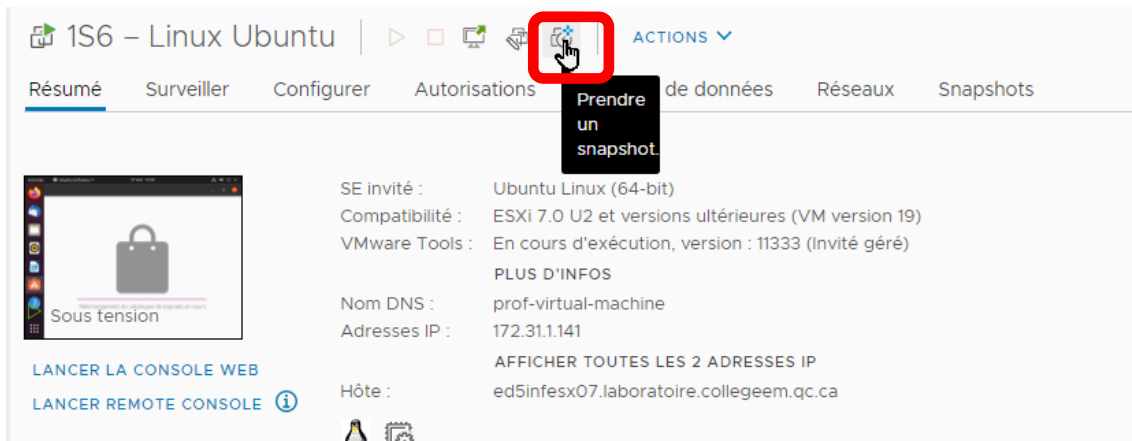 1S6 – Linux Ubuntu
ACTIONS
Résumé Surveiller Configurer Autorisations de données Réseaux Snapshots
Prendre
un
snapshot.
Sous tension
SE invité : Ubuntu Linux (64-bit)
Compatibilité : ESXi 7.0 U2 et versions ultérieures (VM version 19)
VMware Tools : En cours d'exécution, version : 11333 (Invité géré)
PLUS D'INFOS
Nom DNS : prof-virtual-machine
Adresses IP : 172.31.1.141
AFFICHER TOUTES LES 2 ADRESSES IP
LANCER LA CONSOLE WEB
LANCER REMOTE CONSOLE
Hôte : ed5infesx07.laboratoire.collegeem.qc.ca